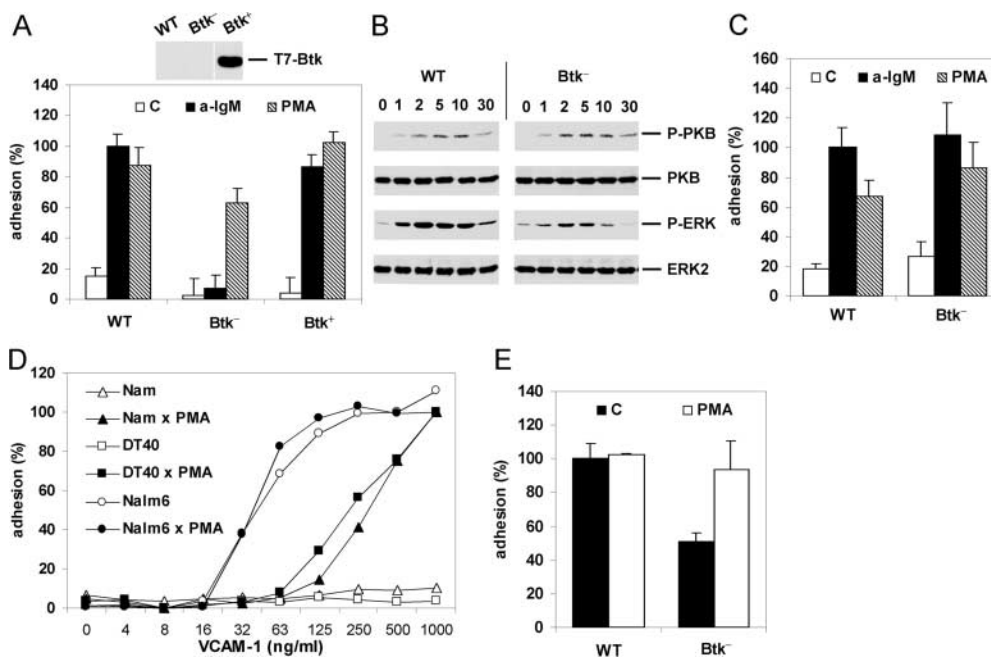 A
WT Btk⁻ Btk⁺
T7-Btk
C a-IgM PMA
adhesion (%)
120
100
80
60
40
20
0
WT Btk⁻ Btk⁺
B
WT Btk⁻
0 1 2 5 10 30 0 1 2 5 10 30
P-PKB
PKB
P-ERK
ERK2
C
C a-IgM PMA
adhesion (%)
160
140
120
100
80
60
40
20
0
WT Btk⁻
D
Nam
Nam x PMA
DT40
DT40 x PMA
Nalm6
Nalm6 x PMA
adhesion (%)
120
100
80
60
40
20
0
0 4 8 16 32 63 125 250 500 1000
VCAM-1 (ng/ml)
E
C PMA
adhesion (%)
140
120
100
80
60
40
20
0
WT Btk⁻